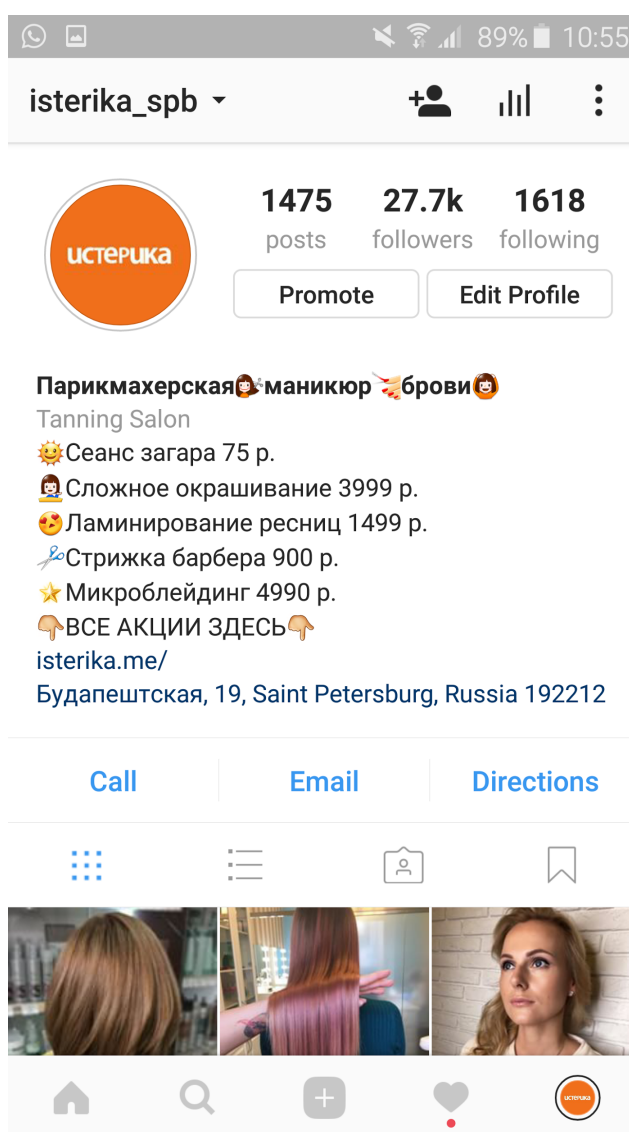 89% 10:55
isterika_spb
1475 27.7k 1618
posts followers following
ИСТЕРИКА
Promote Edit Profile
Парикмахерская маникюр брови
Tanning Salon
Сеанс загара 75 р.
Сложное окрашивание 3999 р.
Ламинирование ресниц 1499 р.
Стрижка барбера 900 р.
Микроблейдинг 4990 р.
ВСЕ АКЦИИ ЗДЕСЬ
isterika.me/
Будапештская, 19, Saint Petersburg, Russia 192212
Call Email Directions
ИСТЕРИКА